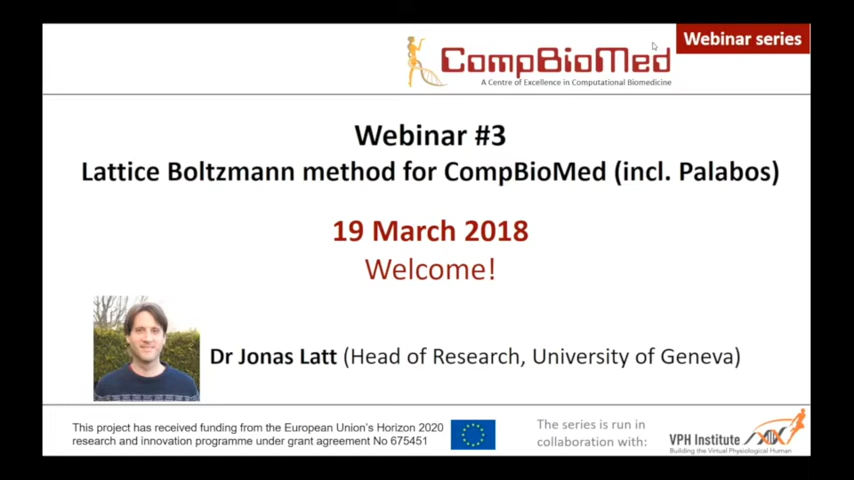 Webinar series
CompBioMed
A Centre of Excellence in Computational Biomedicine
Webinar #3
Lattice Boltzmann method for CompBioMed (incl. Palabos)
19 March 2018
Welcome!
Dr Jonas Latt (Head of Research, University of Geneva)
This project has received funding from the European Union's Horizon 2020
research and innovation programme under grant agreement No 675451
The series is run in
collaboration with:
VPH Institute
Building the Virtual Physiological Human